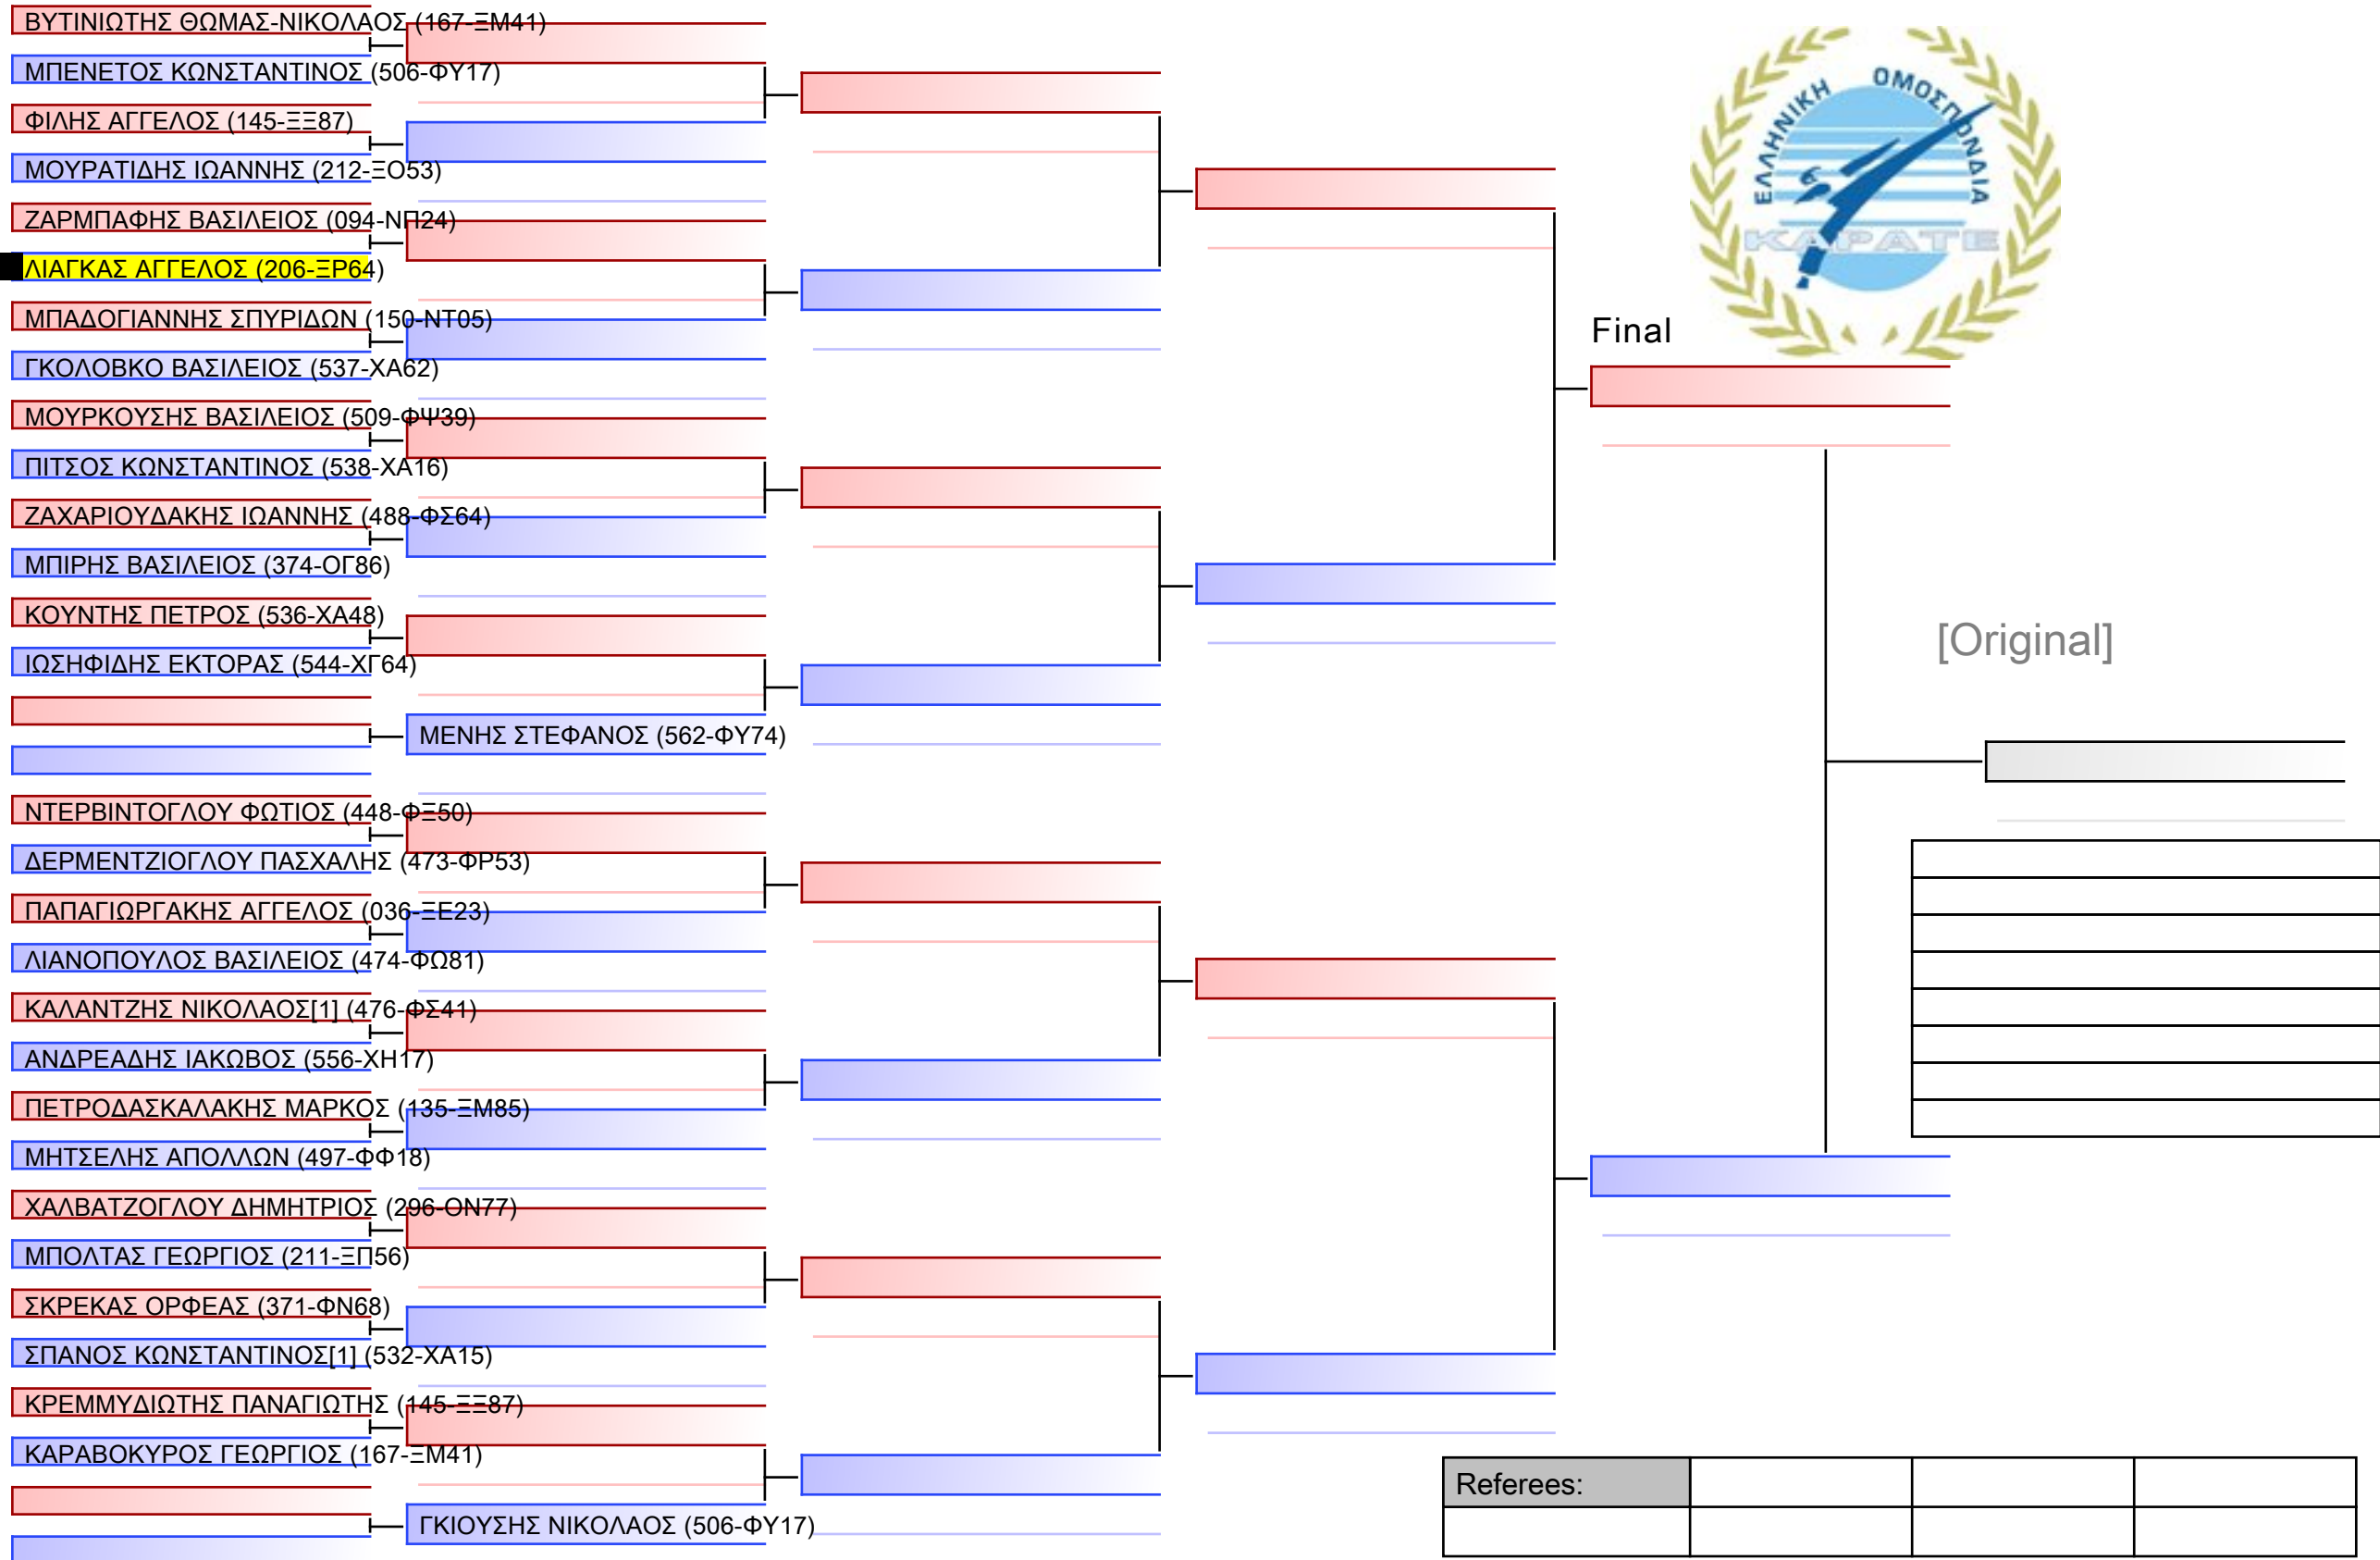 ΒΥΤΙΝΙΩΤΗΣ ΘΩΜΑΣ-ΝΙΚΟΛΑΟΣ (167-ΞΜ41)
ΜΠΕΝΕΤΟΣ ΚΩΝΣΤΑΝΤΙΝΟΣ (506-ΦΥ17)
ΦΙΛΗΣ ΑΓΓΕΛΟΣ (145-ΞΞ87)
ΜΟΥΡΑΤΙΔΗΣ ΙΩΑΝΝΗΣ (212-ΞΟ53)
ΖΑΡΜΠΑΦΗΣ ΒΑΣΙΛΕΙΟΣ (094-ΝΠ24)
ΛΙΑΓΚΑΣ ΑΓΓΕΛΟΣ (206-ΞΡ64)
ΜΠΑΔΟΓΙΑΝΝΗΣ ΣΠΥΡΙΔΩΝ (150-ΝΤ05)
ΓΚΟΛΟΒΚΟ ΒΑΣΙΛΕΙΟΣ (537-ΧΑ62)
ΜΟΥΡΚΟΥΣΗΣ ΒΑΣΙΛΕΙΟΣ (509-ΦΨ39)
ΠΙΤΣΟΣ ΚΩΝΣΤΑΝΤΙΝΟΣ (538-ΧΑ16)
ΖΑΧΑΡΙΟΥΔΑΚΗΣ ΙΩΑΝΝΗΣ (488-ΦΣ64)
ΜΠΙΡΗΣ ΒΑΣΙΛΕΙΟΣ (374-ΟΓ86)
ΚΟΥΝΤΗΣ ΠΕΤΡΟΣ (536-ΧΑ48)
ΙΩΣΗΦΙΔΗΣ ΕΚΤΟΡΑΣ (544-ΧΓ64)
ΜΕΝΗΣ ΣΤΕΦΑΝΟΣ (562-ΦΥ74)
ΝΤΕΡΒΙΝΤΟΓΛΟΥ ΦΩΤΙΟΣ (448-ΦΞ50)
ΔΕΡΜΕΝΤΖΙΟΓΛΟΥ ΠΑΣΧΑΛΗΣ (473-ΦΡ53)
ΠΑΠΑΓΙΩΡΓΑΚΗΣ ΑΓΓΕΛΟΣ (036-ΞΕ23)
ΛΙΑΝΟΠΟΥΛΟΣ ΒΑΣΙΛΕΙΟΣ (474-ΦΩ81)
ΚΑΛΑΝΤΖΗΣ ΝΙΚΟΛΑΟΣ[1] (476-ΦΣ41)
ΑΝΔΡΕΑΔΗΣ ΙΑΚΩΒΟΣ (556-ΧΗ17)
ΠΕΤΡΟΔΑΣΚΑΛΑΚΗΣ ΜΑΡΚΟΣ (135-ΞΜ85)
ΜΗΤΣΕΛΗΣ ΑΠΟΛΛΩΝ (497-ΦΦ18)
ΧΑΛΒΑΤΖΟΓΛΟΥ ΔΗΜΗΤΡΙΟΣ (296-ΟΝ77)
ΜΠΟΛΤΑΣ ΓΕΩΡΓΙΟΣ (211-ΞΠ56)
ΣΚΡΕΚΑΣ ΟΡΦΕΑΣ (371-ΦΝ68)
ΣΠΑΝΟΣ ΚΩΝΣΤΑΝΤΙΝΟΣ[1] (532-ΧΑ15)
ΚΡΕΜΜΥΔΙΩΤΗΣ ΠΑΝΑΓΙΩΤΗΣ (145-ΞΞ87)
ΚΑΡΑΒΟΚΥΡΟΣ ΓΕΩΡΓΙΟΣ (167-ΞΜ41)
ΓΚΙΟΥΣΗΣ ΝΙΚΟΛΑΟΣ (506-ΦΥ17)
ΕΛΛΗΝΙΚΗ ΟΜΟΣΠΟΝΔΙΑ
ΚΑΡΑΤΕ
Final
[Original]
Referees: